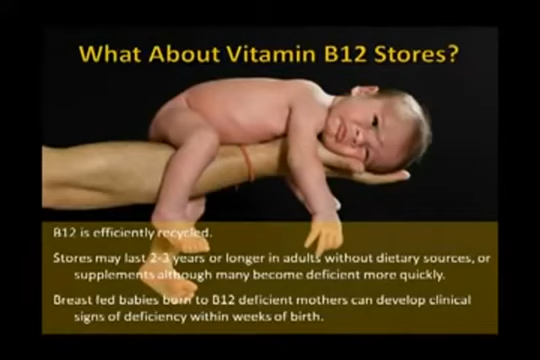 What About Vitamin B12 Stores?
B12 is efficiently recycled.
Stores may last 2-3 years or longer in adults without dietary sources, or
supplements although many become deficient more quickly.
Breast fed babies born to B12 deficient mothers can develop clinical
signs of deficiency within weeks of birth.